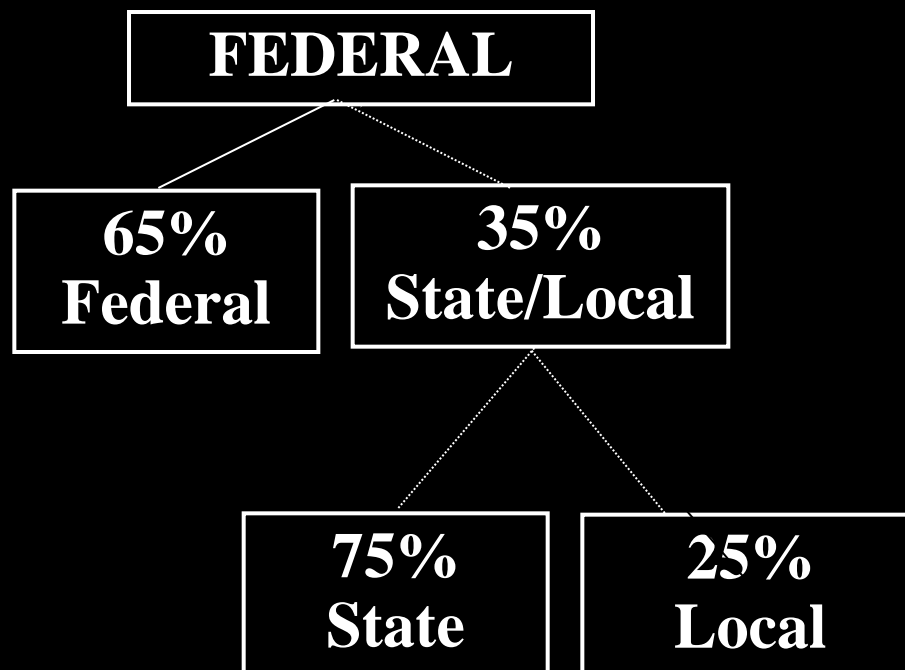 FEDERAL
65%
Federal
35%
State/Local
75%
State
25%
Local